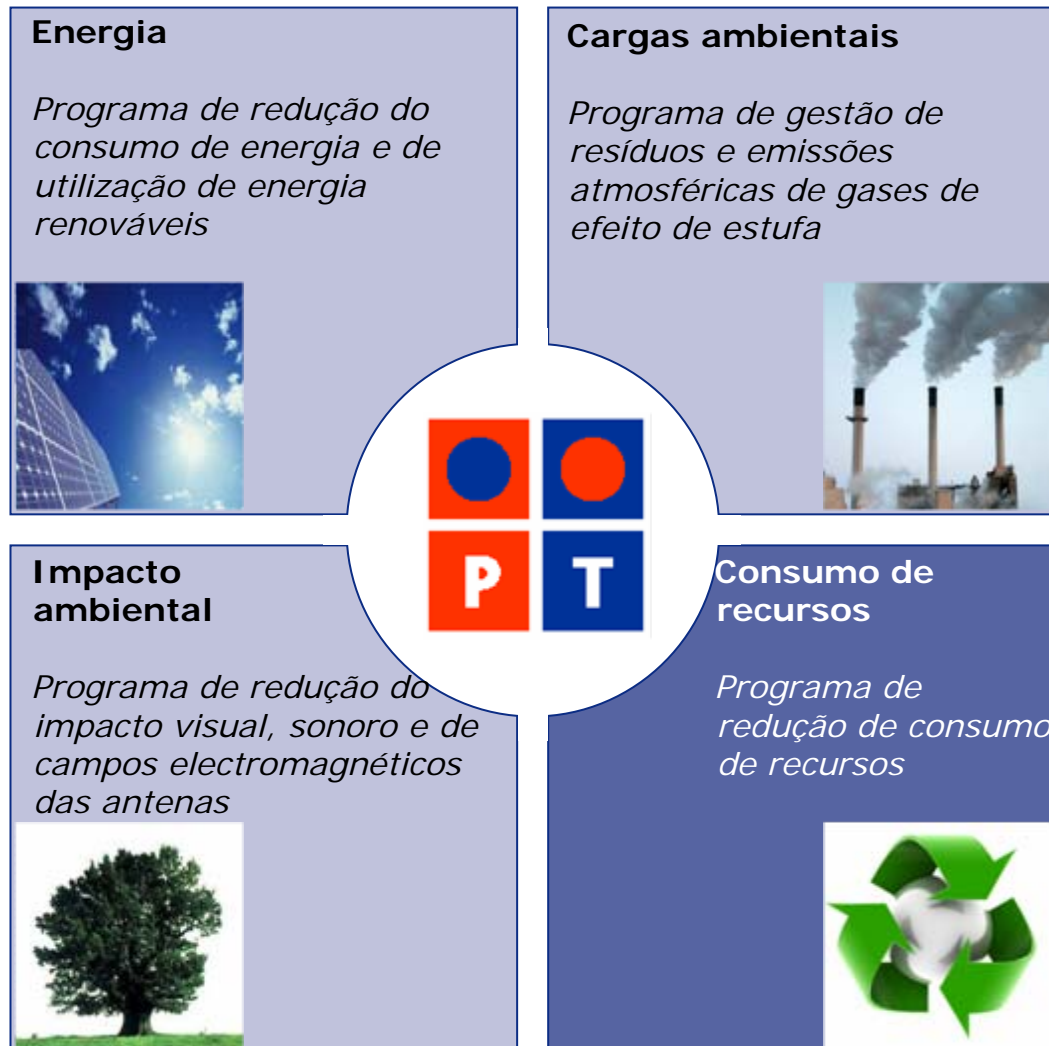 Energia
Programa de redução do
consumo de energia e de
utilização de energia
renováveis
Cargas ambientais
Programa de gestão de
resíduos e emissões
atmosféricas de gases de
efeito de estufa
P T
Impacto
ambiental
Programa de redução do
impacto visual, sonoro e de
campos electromagnéticos
das antenas
Consumo de
recursos
Programa de
redução de consumo
de recursos